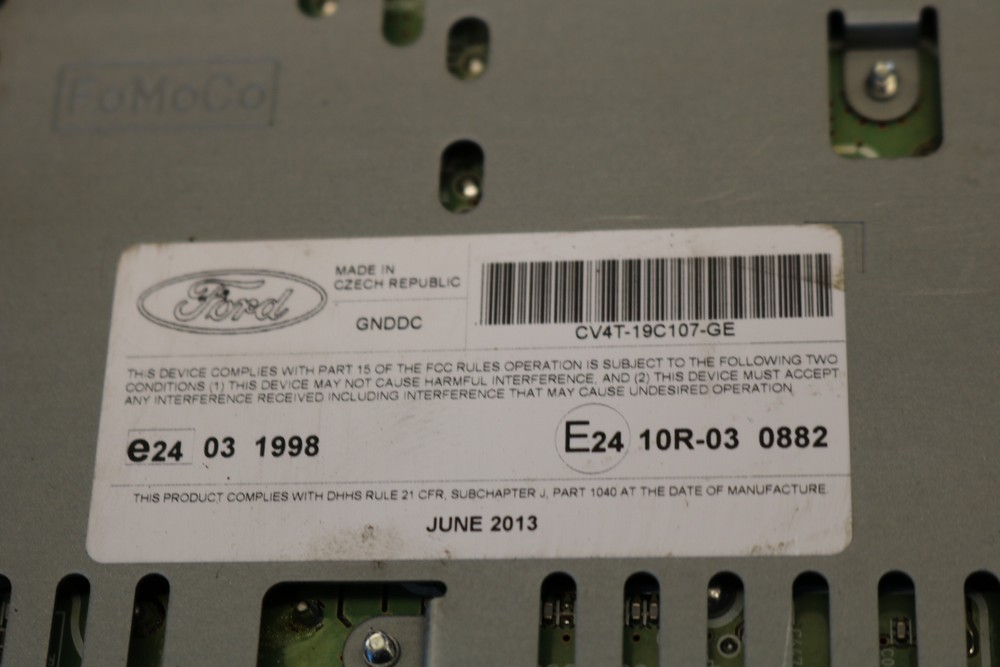 FoMoCo
Ford
MADE IN
CZECH REPUBLIC
GNDDC
CV4T-19C107-GE
THIS DEVICE COMPLIES WITH PART 15 OF THE FCC RULES OPERATION IS SUBJECT TO THE FOLLOWING TWO
CONDITIONS (1) THIS DEVICE MAY NOT CAUSE HARMFUL INTERFERENCE, AND (2) THIS DEVICE MUST ACCEPT
ANY INTERFERENCE RECEIVED INCLUDING INTERFERENCE THAT MAY CAUSE UNDESIRED OPERATION.
e24 03 1998
E24 10R-03 0882
THIS PRODUCT COMPLIES WITH DHHS RULE 21 CFR, SUBCHAPTER J, PART 1040 AT THE DATE OF MANUFACTURE.
JUNE 2013